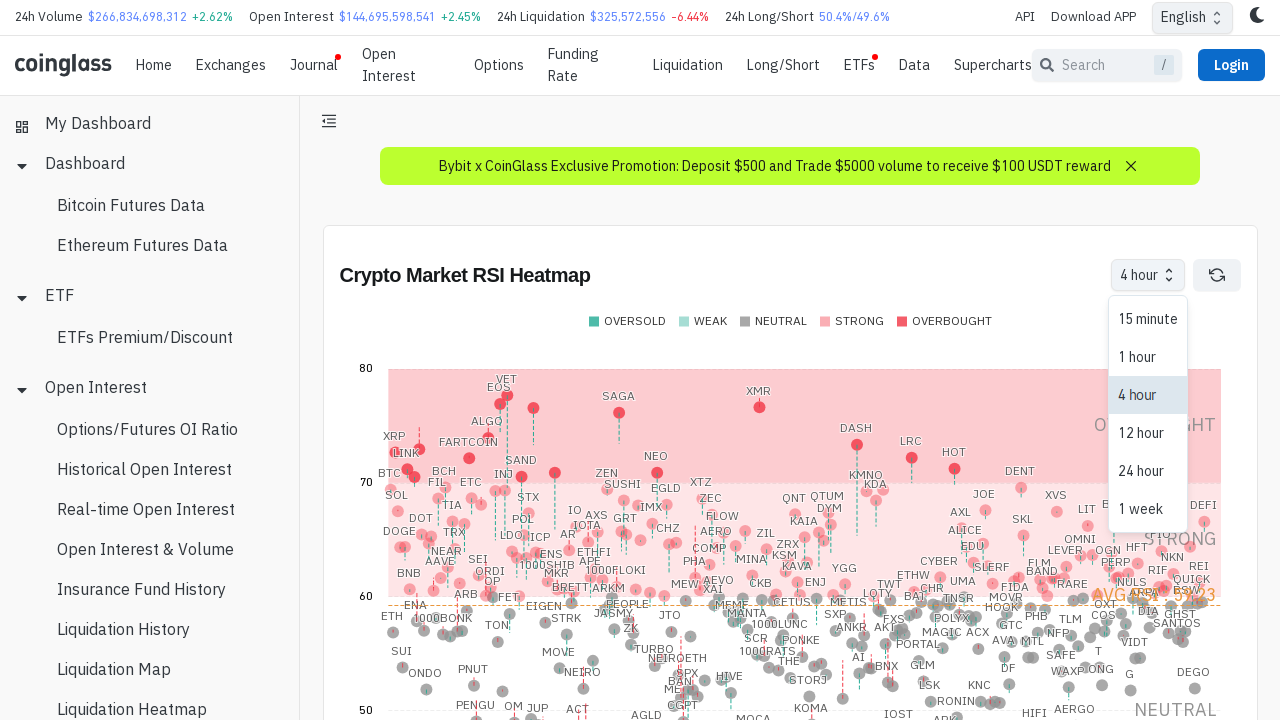 24h Volume $266,834,698,312 +2.62% Open Interest $144,695,598,541 +2.45% 24h Liquidation $325,572,556 -6.44% 24h Long/Short 50.4%/49.6% API Download APP English
coinglass Home Exchanges Journal Open Interest Options Funding Rate Liquidation Long/Short ETFs Data Supercharts Search / Login
My Dashboard
Dashboard
Bitcoin Futures Data
Ethereum Futures Data
ETF
ETFs Premium/Discount
Open Interest
Options/Futures OI Ratio
Historical Open Interest
Real-time Open Interest
Open Interest & Volume
Insurance Fund History
Liquidation History
Liquidation Map
Liquidation Heatmap
Bybit x CoinGlass Exclusive Promotion: Deposit $500 and Trade $5000 volume to receive $100 USDT reward
Crypto Market RSI Heatmap 4 hour
OVERSOLD WEAK NEUTRAL STRONG OVERBOUGHT
15 minute
1 hour
4 hour
12 hour
24 hour
1 week
80
VET
EOS SAGA XMR
ALGO
XRP FARTCOIN DASH LRC
LINK SAND NEO HOT
BTC BCH INJ ZEN KMNO DENT
70 FIL ETC SUSHI EGLD XTZ KDA
SOL TIA STX ZEC QNT QTUM JOE XVS DEFI
DOT POL IO AXS IMX FLOW DYM AXL LIT
DOGE TRX LDO ICP AR IOTA GRT CHZ AERO KAIA ALICE SKL
STRONG
NEAR ENS ETHFI COMP ZIL ZRX EDU OMNI HFT
AAVE SEI 1000SHIB APE PHA MINA KSM CYBER LEVER OGN NKN
BNB ORDI MKR 1000FLOKI KAVA YGG SLERF FLM PERP RIF REI
OP BRETT ARKM MEW AEVO CKB ENJ TWT ETHW UMA BAND RARE NULS QUICK
60 ARB FET XAI LQTY CHR FIDA ARPA BSW
ENA EIGEN PEOPLE MEME CETUS METIS BAT JNSR MOVR OXT
ETH 1000BONK TON STRK JASMY JTO MANTA SXP FXS HOOK PHB COS DIA GHST
ZK 1000LUNC ANKR POLYX GTC TLM SANTOS
SUI MOVE TURBO SCR PONKE MAGIC ACX AVA MTL NFP VIDT
PNUT NEIRO NEIROETH 1000RATS THE AI BNX PORTAL GLM DF SAFE T
ONDO SPX HIVE STORJ LSK KNC WAXP G DEGO
BAN
PENGU OM JUP ACT CGPT KOMA IOST HIFI AERGO NEUTRAL
50 AGLD MOCA